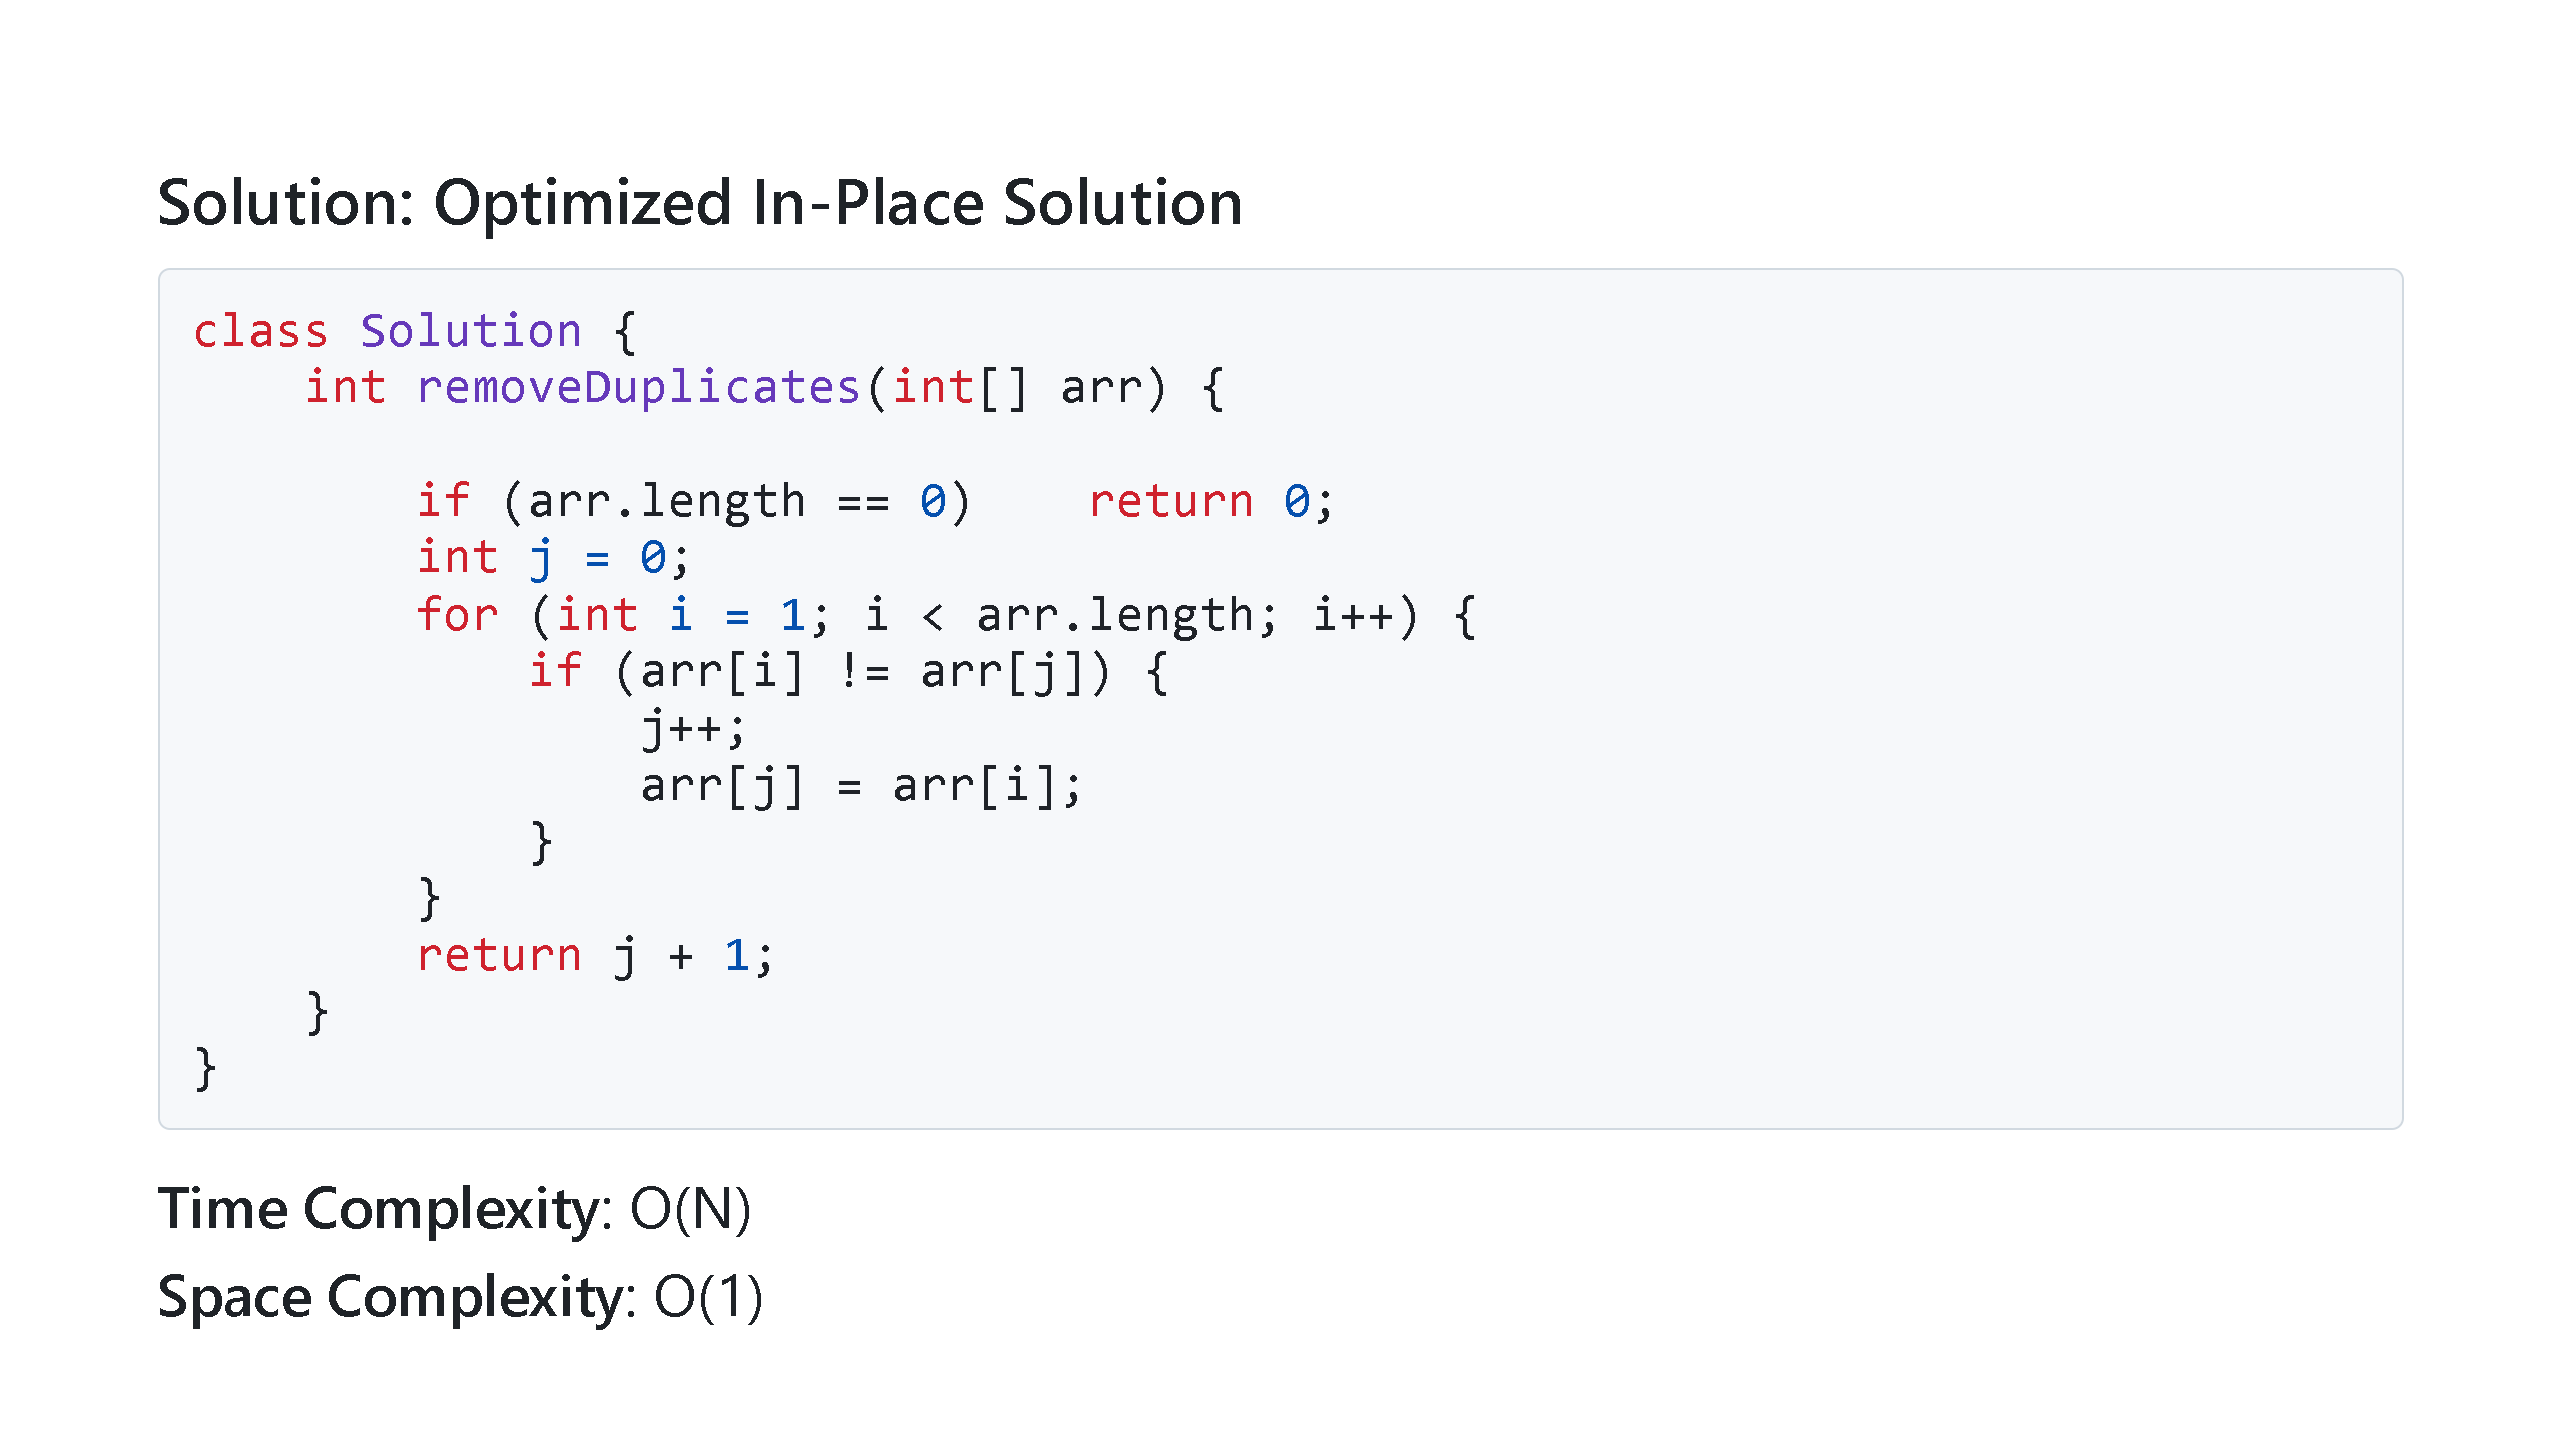 Solution: Optimized In-Place Solution
class Solution {
    int removeDuplicates(int[] arr) {

        if (arr.length == 0)    return 0;
        int j = 0;
        for (int i = 1; i < arr.length; i++) {
            if (arr[i] != arr[j]) {
                j++;
                arr[j] = arr[i];
            }
        }
        return j + 1;
    }
}
Time Complexity: O(N)
Space Complexity: O(1)